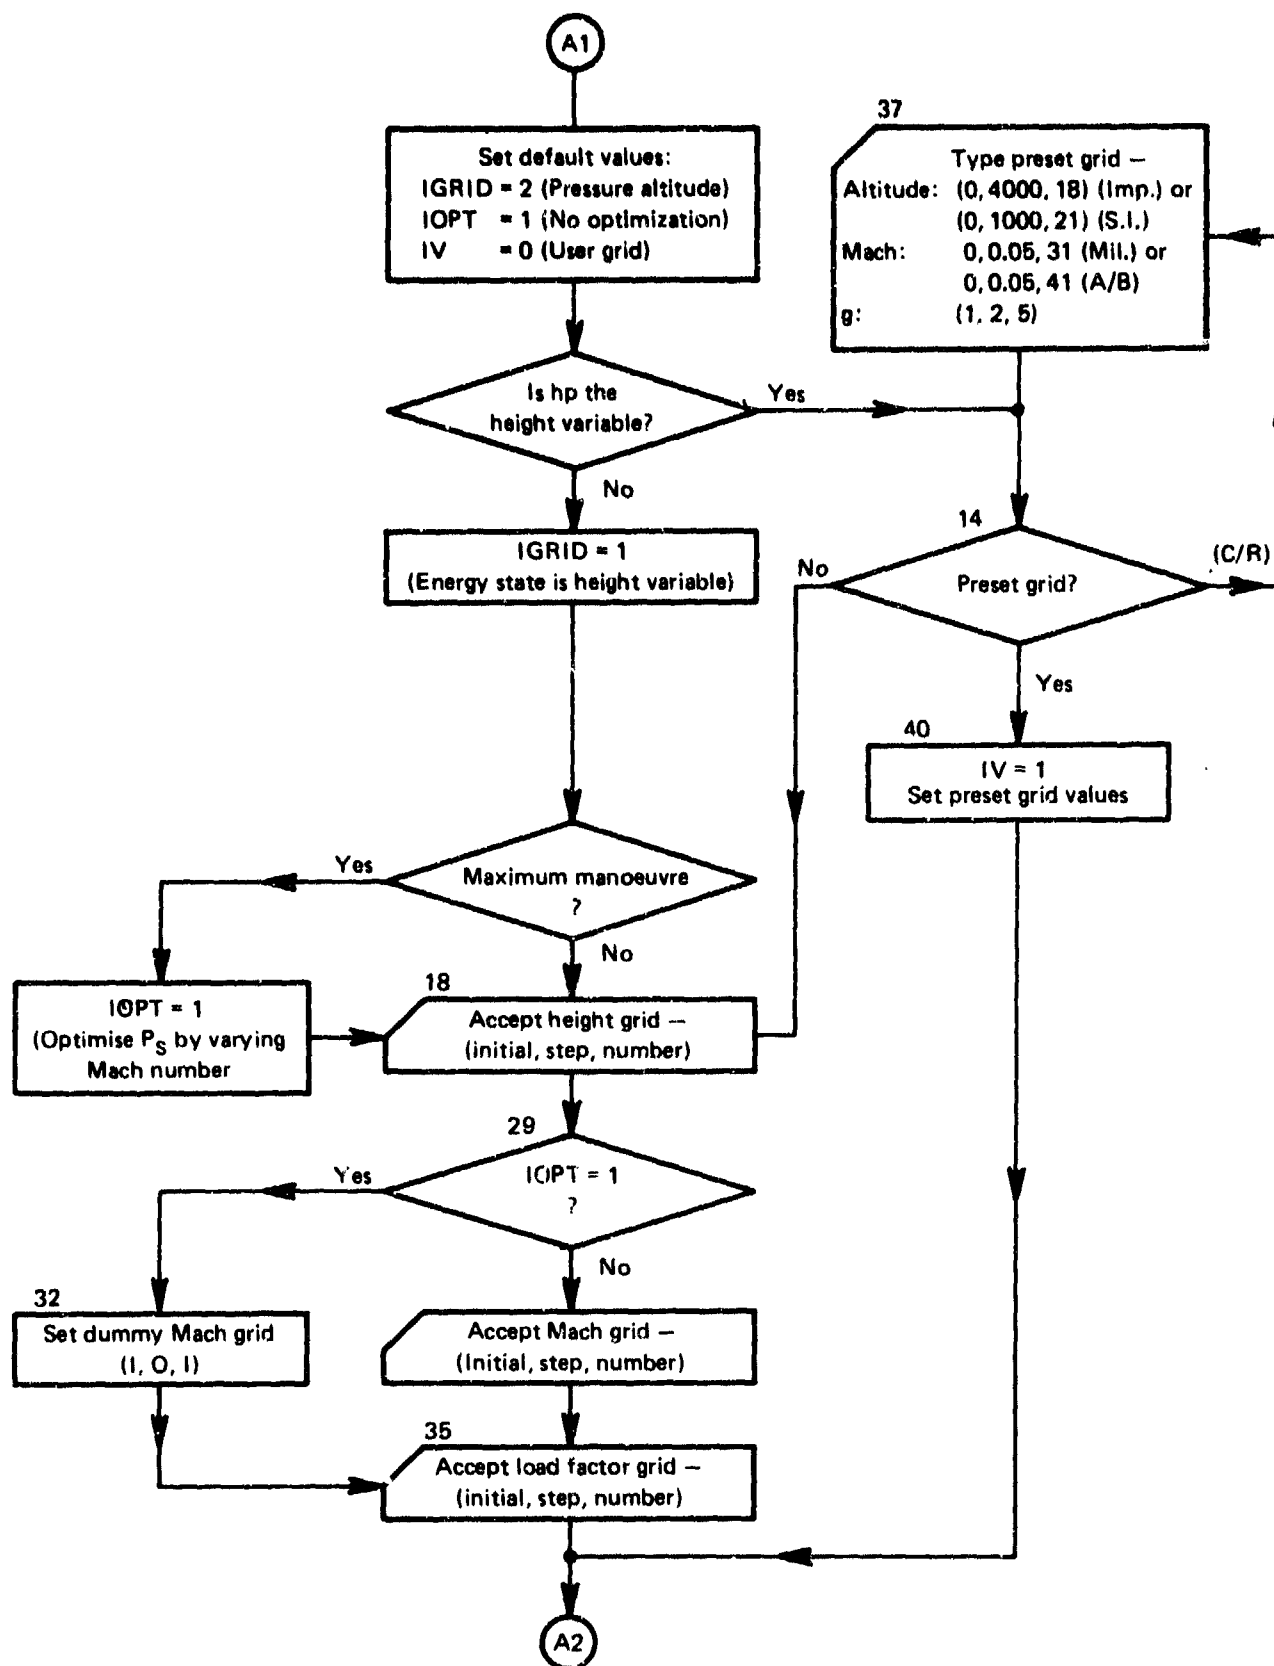 A1
Set default values:
IGRID = 2 (Pressure altitude)
IOPT = 1 (No optimization)
IV = 0 (User grid)
37
Type preset grid —
Altitude: (0, 4000, 18) (Imp.) or
(0, 1000, 21) (S.I.)
Mach: 0, 0.05, 31 (Mil.) or
0, 0.05, 41 (A/B)
g: (1, 2, 5)
Is hp the
height variable?
Yes
No
14
Preset grid?
No
(C/R)
Yes
IGRID = 1
(Energy state is height variable)
40
IV = 1
Set preset grid values
Maximum manoeuvre
?
Yes
No
IOPT = 1
(Optimise PS by varying
Mach number
18
Accept height grid —
(initial, step, number)
29
IOPT = 1
?
Yes
No
32
Set dummy Mach grid
(I, O, I)
Accept Mach grid —
(Initial, step, number)
35
Accept load factor grid —
(initial, step, number)
A2